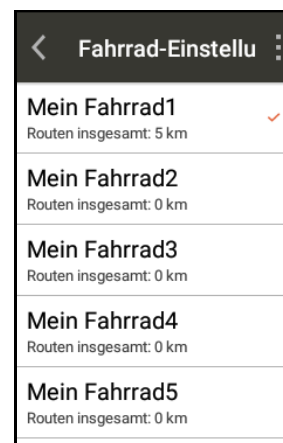 Fahrrad-Einstellu
Mein Fahrrad1
Routen insgesamt: 5 km
Mein Fahrrad2
Routen insgesamt: 0 km
Mein Fahrrad3
Routen insgesamt: 0 km
Mein Fahrrad4
Routen insgesamt: 0 km
Mein Fahrrad5
Routen insgesamt: 0 km